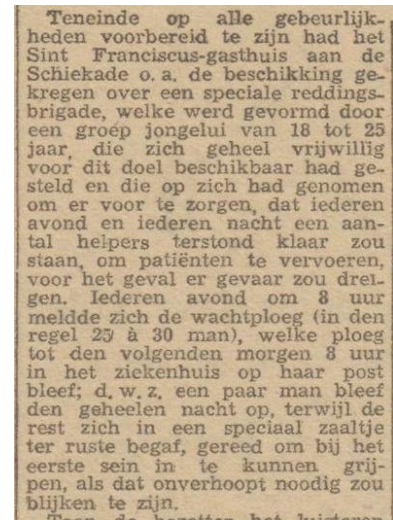 Teneinde op alle gebeurlijk-
heden voorbereid te zijn had het
Sint Franciscus-gasthuis aan de
Schiekade o. a. de beschikking ge-
kregen over een speciale reddings-
brigade, welke werd gevormd door
een groep jongelui van 18 tot 25
jaar, die zich geheel vrijwillig
voor dit doel beschikbaar had ge-
steld en die op zich had genomen
om er voor te zorgen, dat iederen
avond en iederen nacht een aan-
tal helpers terstond klaar zou
staan, om patiënten te vervoeren,
voor het geval er gevaar zou drei-
gen. Iederen avond om 8 uur
meldde zich de wachtploeg (in den
regel 25 à 30 man), welke ploeg
tot den volgenden morgen 8 uur
in het ziekenhuis op haar post
bleef; d. w. z. een paar man bleef
den geheelen nacht op, terwijl de
rest zich in een speciaal zaaltje
ter ruste begaf, gereed om bij het
eerste sein in te kunnen grij-
pen, als dat onverhoopt noodig zou
blijken te zijn.